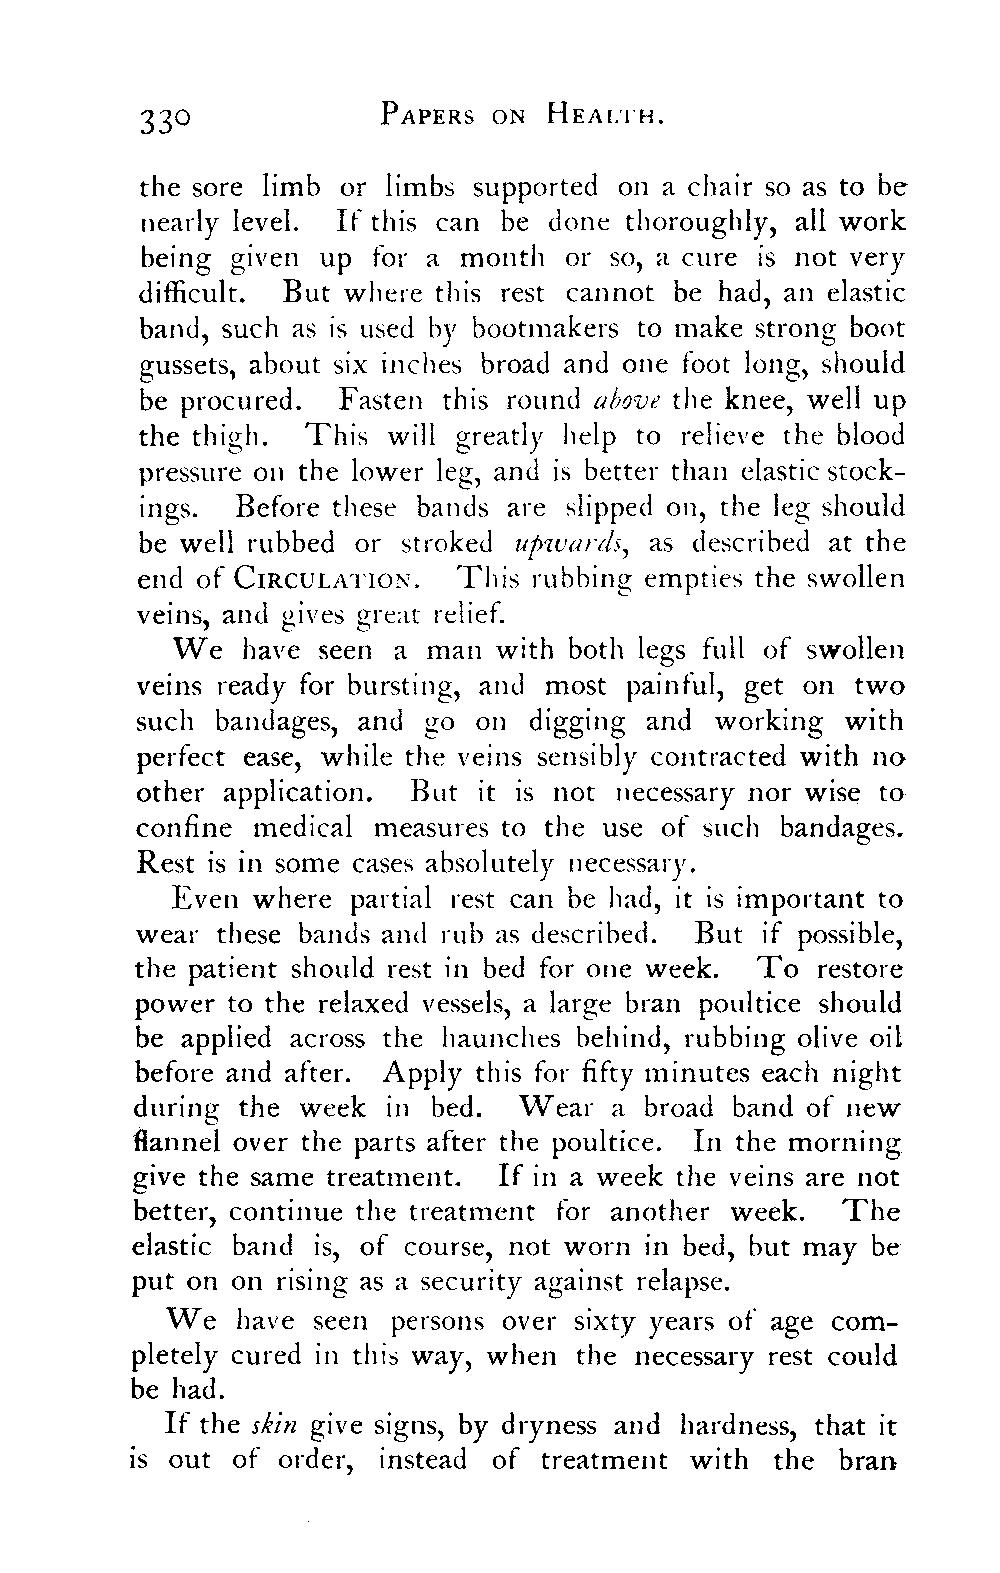 330 PAPERS ON HEALTH.
the sore limb or limbs supported on a chair so as to be
nearly level. If this can be done thoroughly, all work
being given up for a month or so, a cure is not very
difficult. But where this rest cannot be had, an elastic
band, such as is used by bootmakers to make strong boot
gussets, about six inches broad and one foot long, should
be procured. Fasten this round above the knee, well up
the thigh. This will greatly help to relieve the blood
pressure on the lower leg, and is better than elastic stock-
ings. Before these bands are slipped on, the leg should
be well rubbed or stroked upwards, as described at the
end of CIRCULATION. This rubbing empties the swollen
veins, and gives great relief.
We have seen a man with both legs full of swollen
veins ready for bursting, and most painful, get on two
such bandages, and go on digging and working with
perfect ease, while the veins sensibly contracted with no
other application. But it is not necessary nor wise to
confine medical measures to the use of such bandages.
Rest is in some cases absolutely necessary.
Even where partial rest can be had, it is important to
wear these bands and rub as described. But if possible,
the patient should rest in bed for one week. To restore
power to the relaxed vessels, a large bran poultice should
be applied across the haunches behind, rubbing olive oil
before and after. Apply this for fifty minutes each night
during the week in bed. Wear a broad band of new
flannel over the parts after the poultice. In the morning
give the same treatment. If in a week the veins are not
better, continue the treatment for another week. The
elastic band is, of course, not worn in bed, but may be
put on on rising as a security against relapse.
We have seen persons over sixty years of age com-
pletely cured in this way, when the necessary rest could
be had.
If the skin give signs, by dryness and hardness, that it
is out of order, instead of treatment with the bran